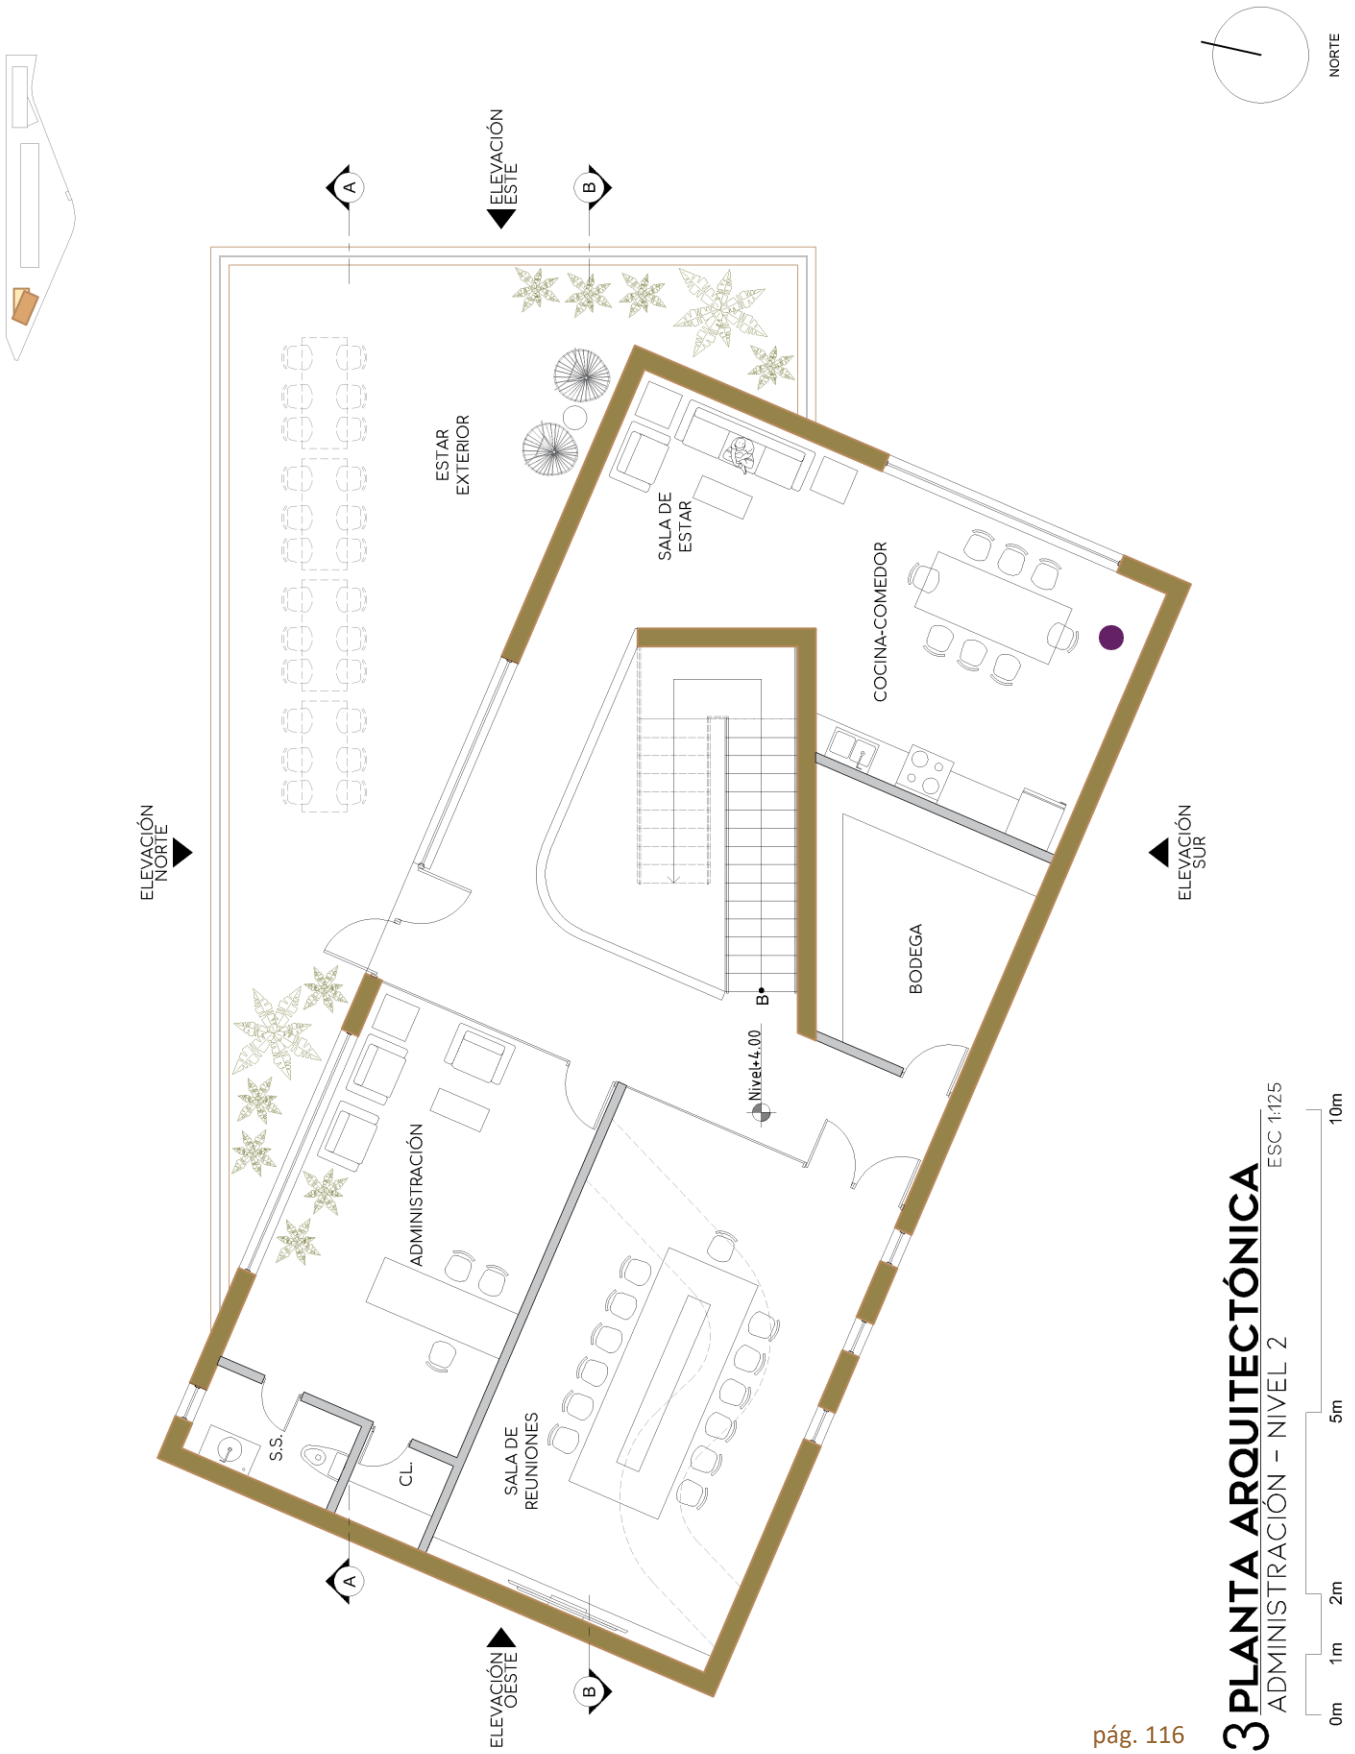 NORTE
ELEVACIÓN
NORTE
ELEVACIÓN
ESTE
ELEVACIÓN
OESTE
ELEVACIÓN
SUR
A
A
B
B
ESTAR
EXTERIOR
SALA DE
ESTAR
COCINA-COMEDOR
BODEGA
B
Nivel+4.00
ADMINISTRACIÓN
S.S.
CL.
SALA DE
REUNIONES
3 PLANTA ARQUITECTÓNICA
ADMINISTRACIÓN - NIVEL 2
ESC 1:125
0m 1m 2m 5m 10m
pág. 116